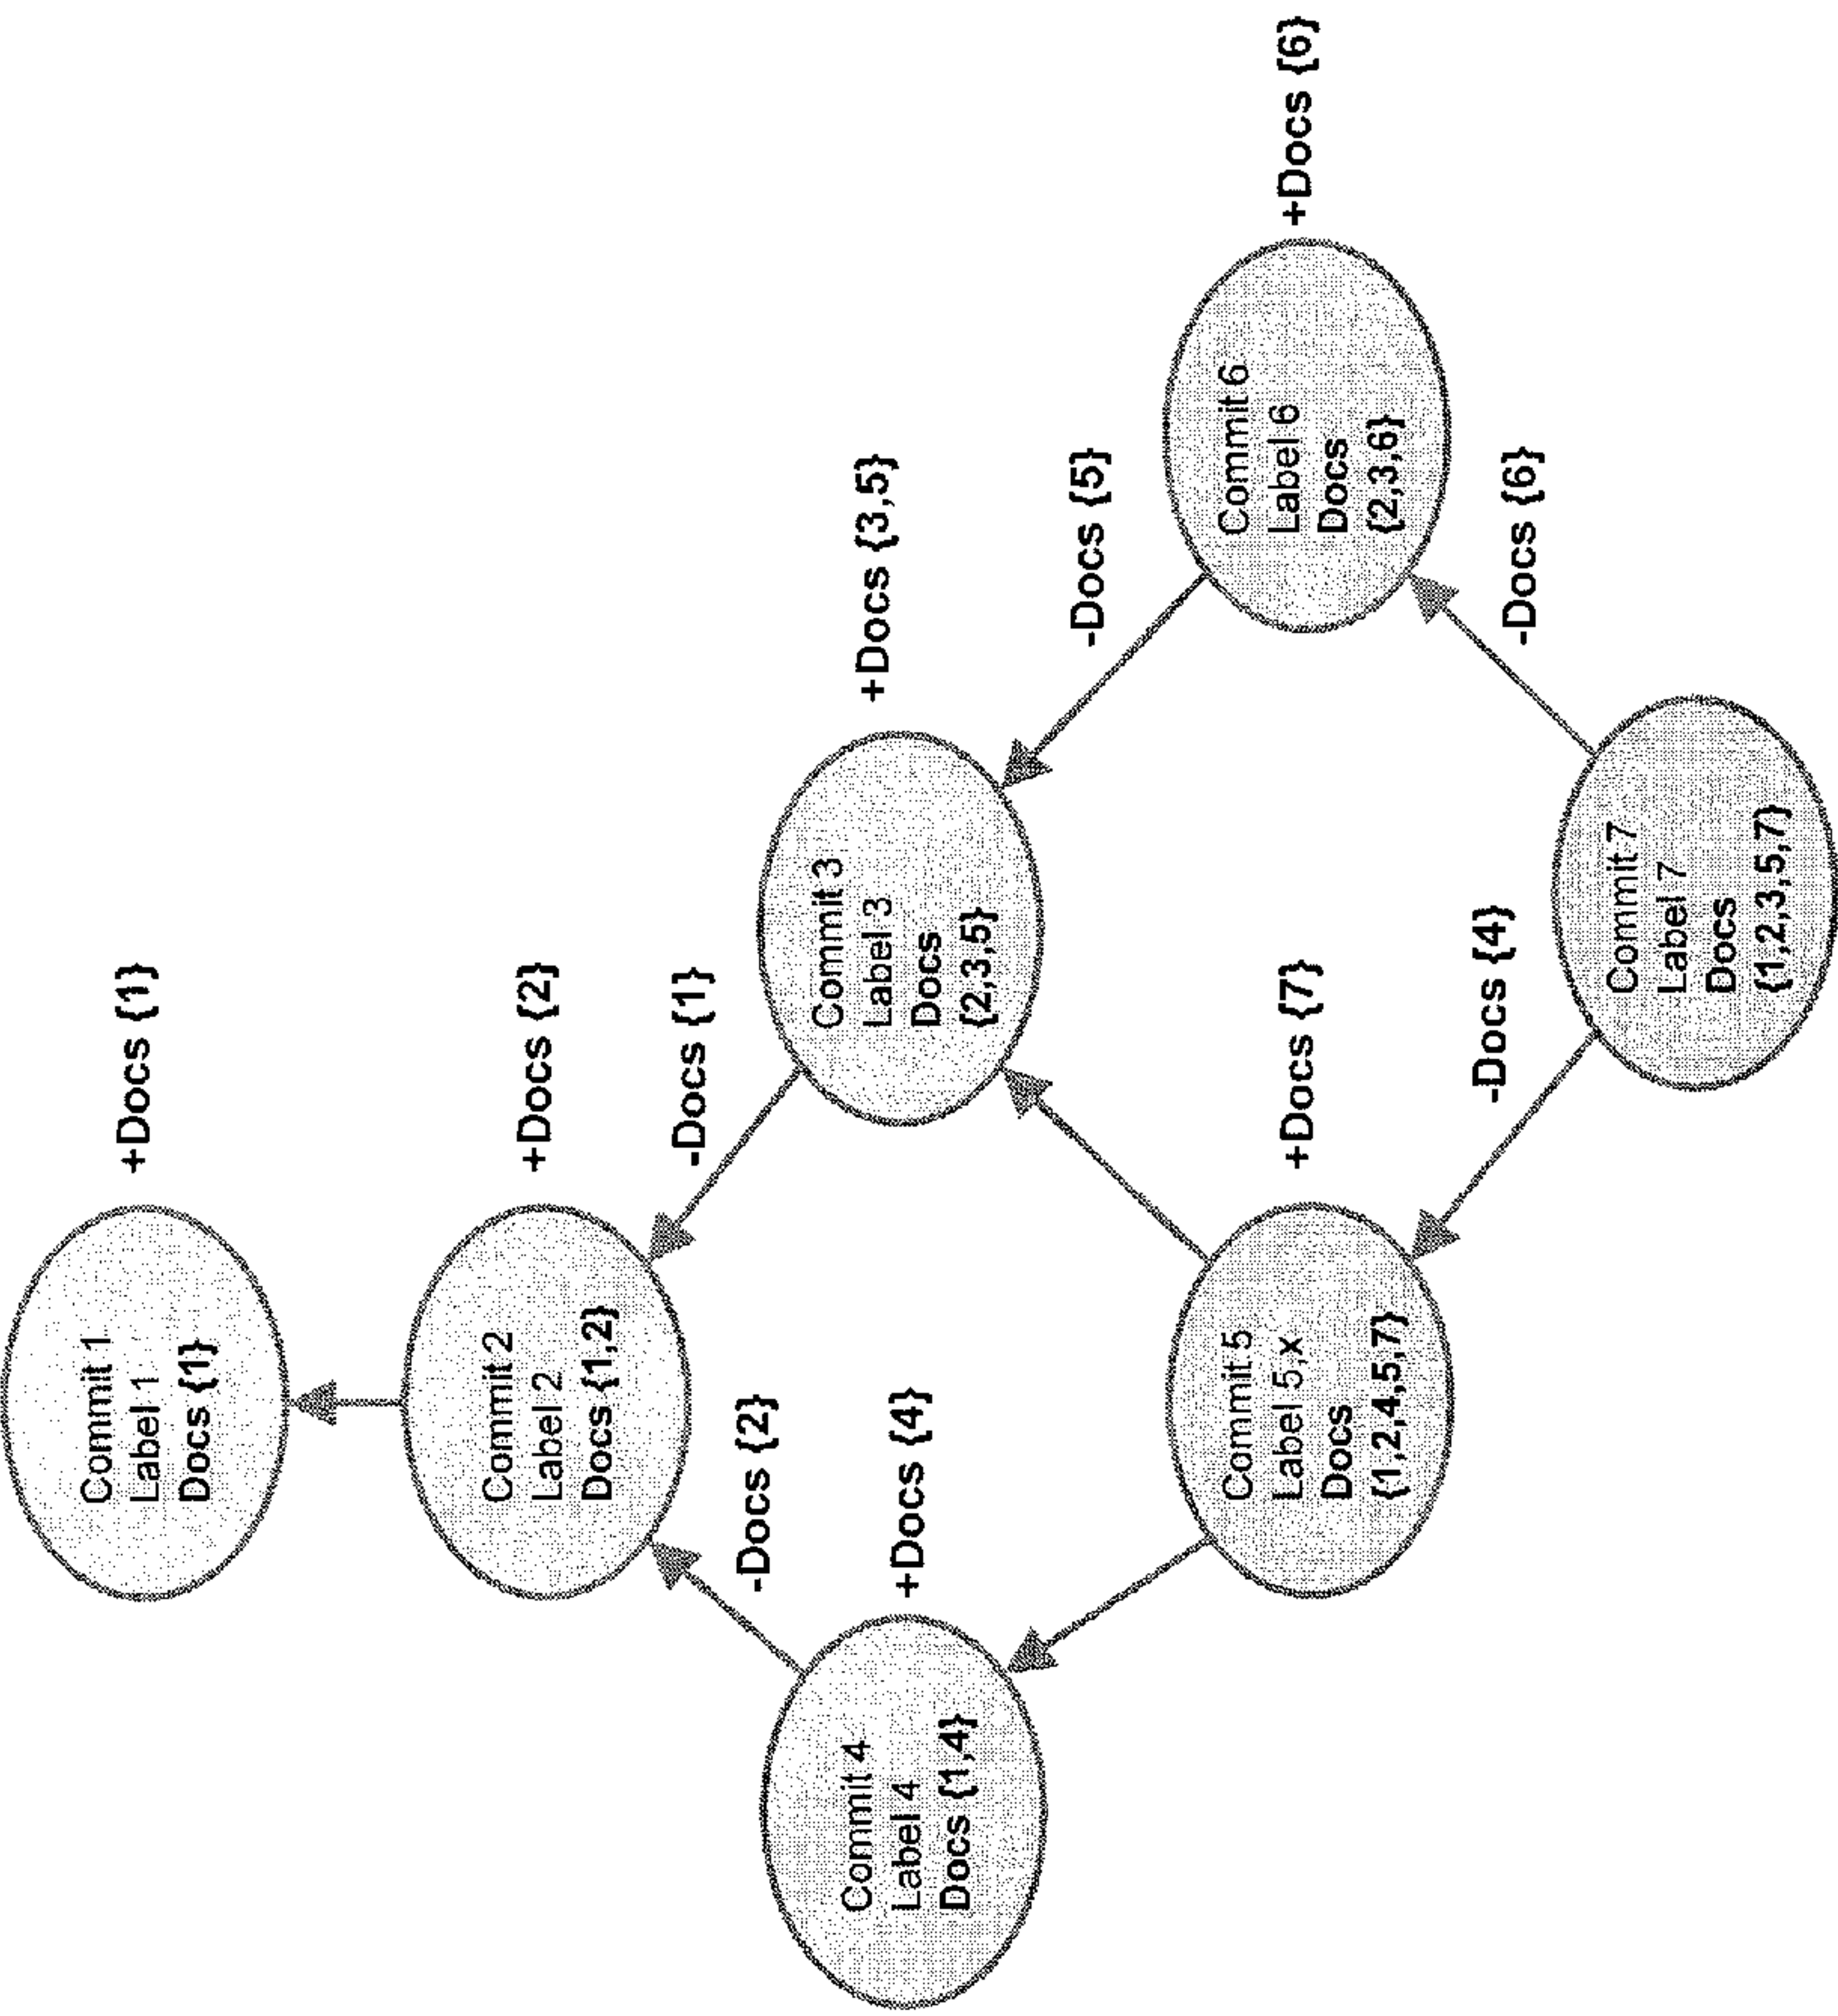 Commit 1
Label 1
Docs {1}
+Docs {1}
Commit 2
Label 2
Docs {1,2}
+Docs {2}
-Docs {2}
-Docs {1}
Commit 4
Label 4
Docs {1,4}
+Docs {4}
Commit 3
Label 3
Docs
{2,3,5}
+Docs {3,5}
-Docs {5}
Commit 5
Label 5,x
Docs
{1,2,4,5,7}
+Docs {7}
Commit 6
Label 6
Docs
{2,3,6}
+Docs {6}
-Docs {4}
-Docs {6}
Commit 7
Label 7
Docs
{1,2,3,5,7}